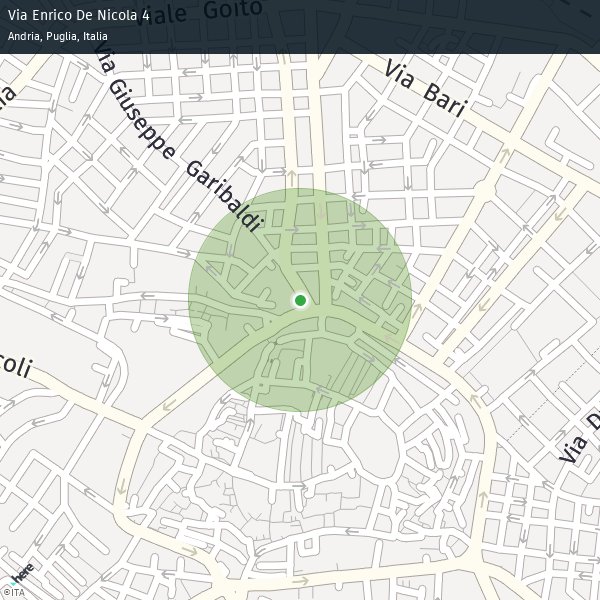 Via Enrico De Nicola 4
Viale Goito
Andria, Puglia, Italia
Via Bari
Via Giuseppe Garibaldi
coli
Via D
here
©ITA